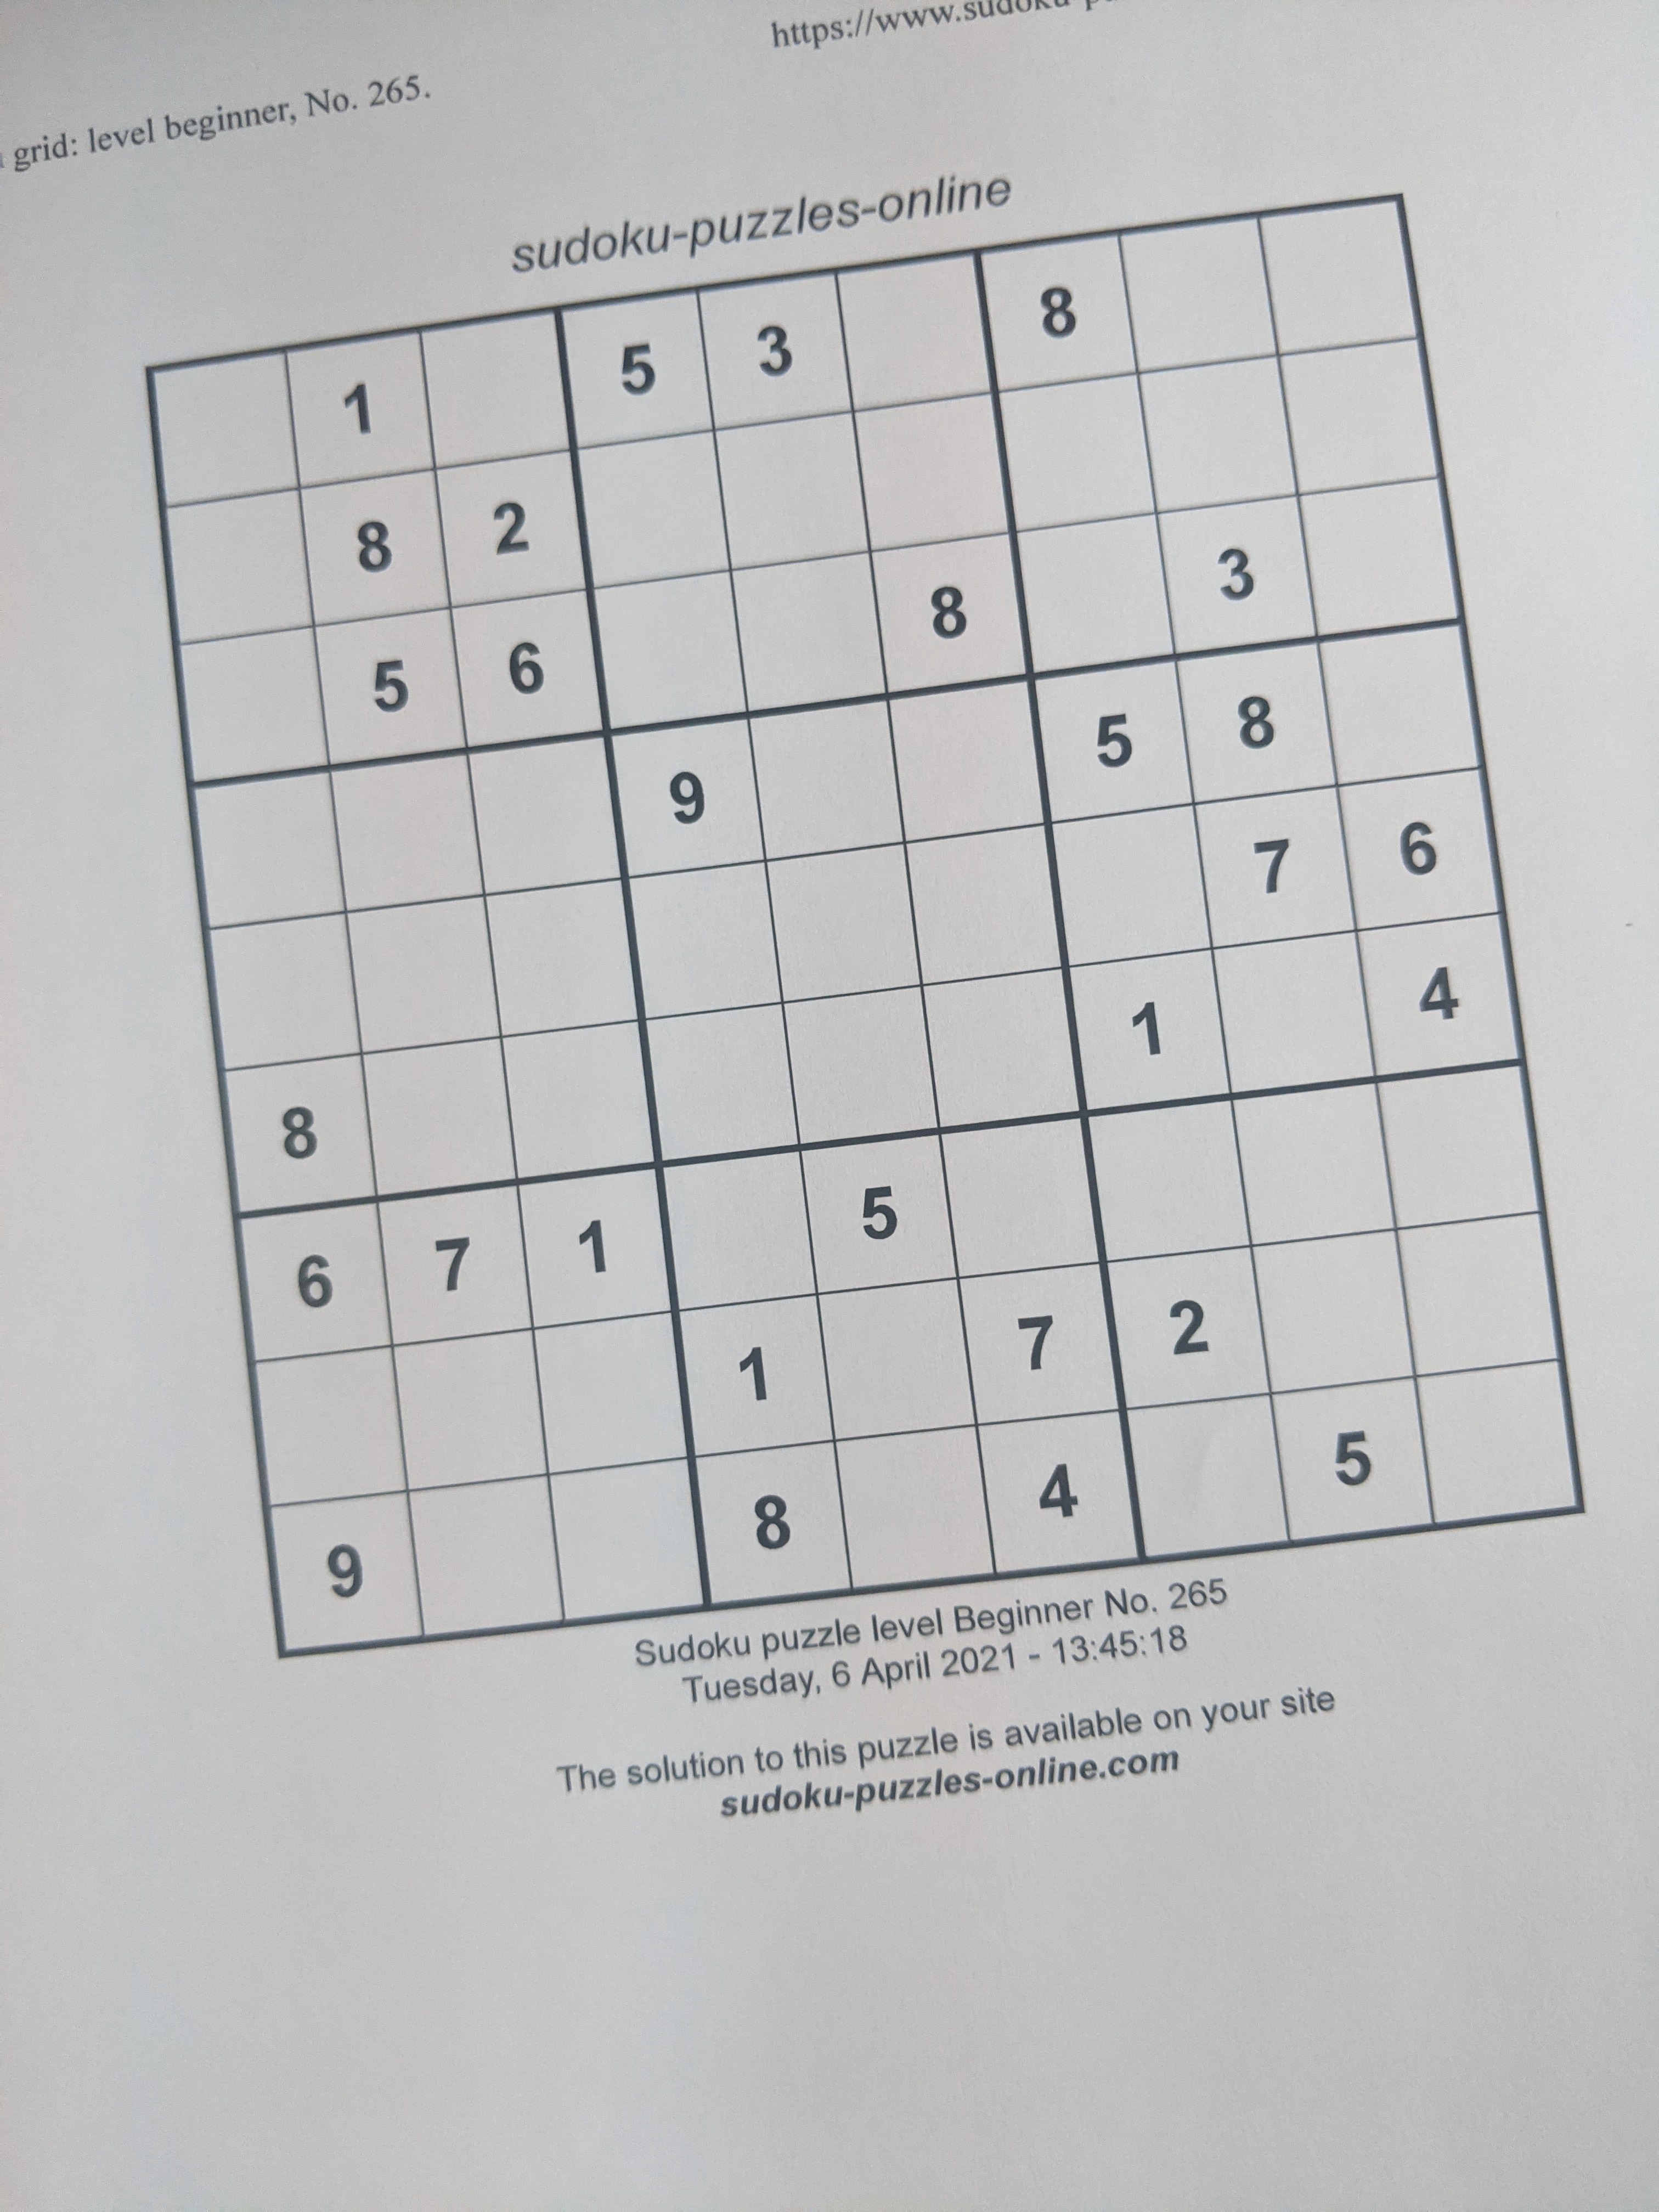 https://www.sudoku-p
grid: level beginner, No. 265.
sudoku-puzzles-online
1 5 3 8
8 2
5 6 8 3
9 5 8
7 6
8 1 4
6 7 1 5
1 7 2
9 8 4 5
Sudoku puzzle level Beginner No. 265
Tuesday, 6 April 2021 - 13:45:18
The solution to this puzzle is available on your site
sudoku-puzzles-online.com